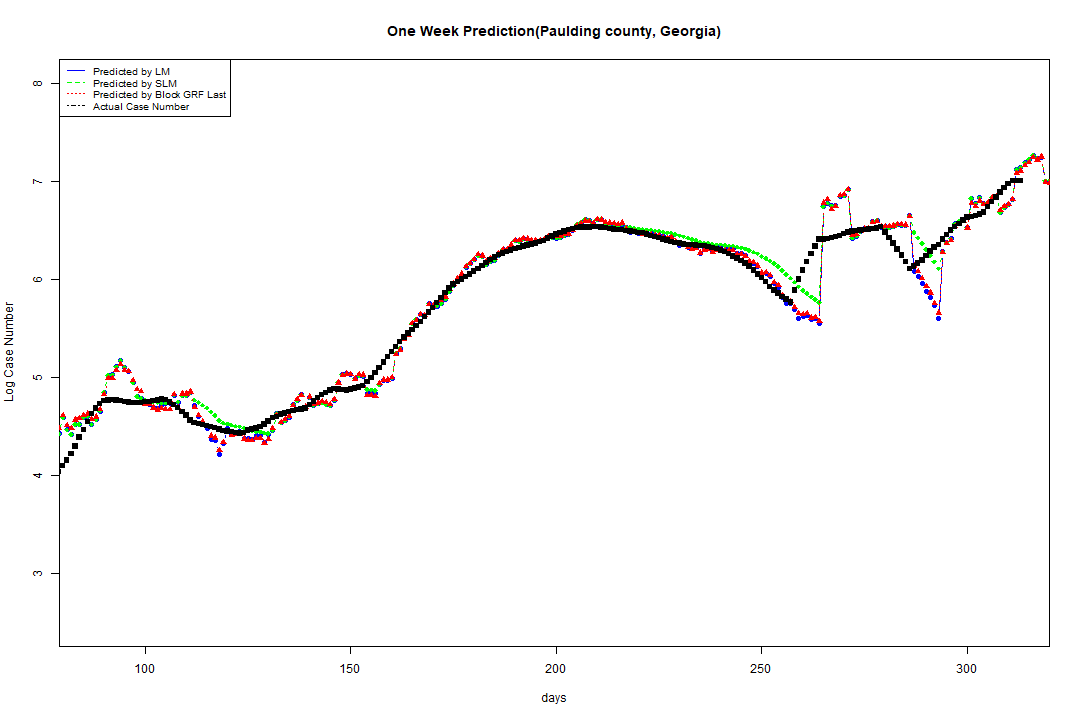 One Week Prediction(Paulding county, Georgia)
Predicted by LM
Predicted by SLM
Predicted by Block GRF Last
Actual Case Number
8
7
6
5
4
3
Log Case Number
100 150 200 250 300
days